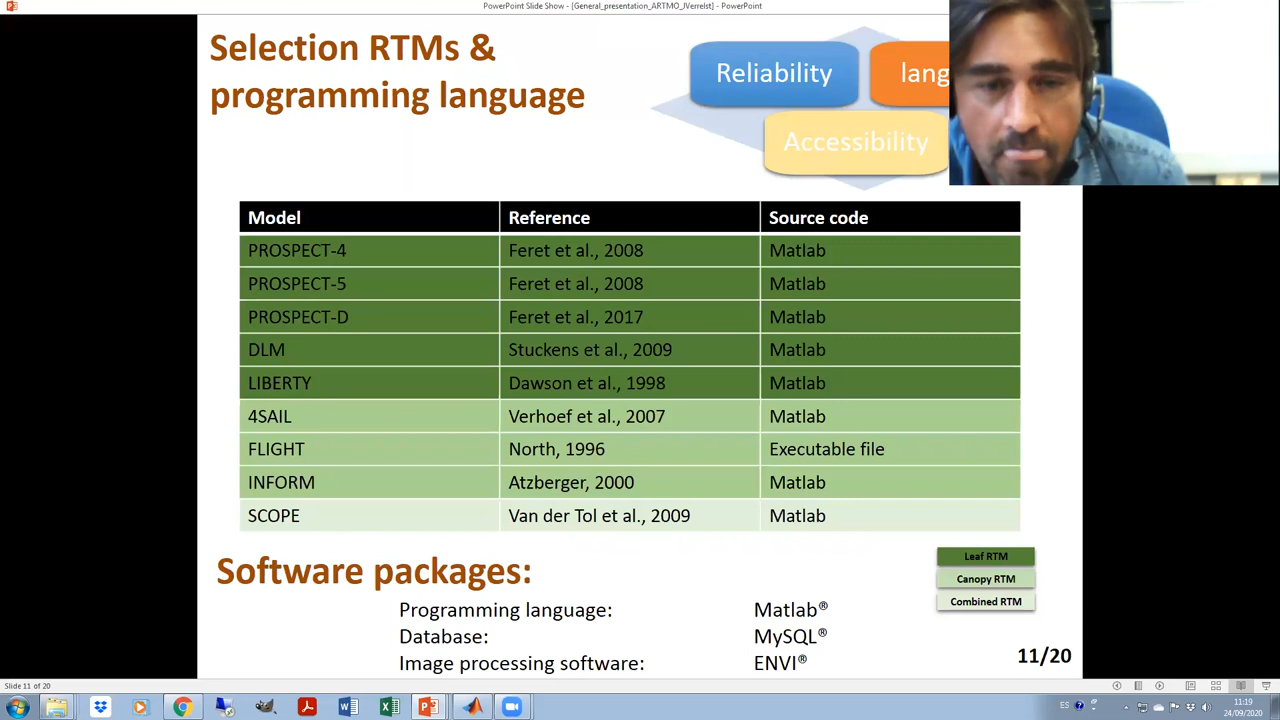 PowerPoint Slide Show - [General_presentation_ARTMO_JVerrelst] - PowerPoint
Selection RTMs &
programming language
Reliability
lang
Accessibility
Model Reference Source code
PROSPECT-4 Feret et al., 2008 Matlab
PROSPECT-5 Feret et al., 2008 Matlab
PROSPECT-D Feret et al., 2017 Matlab
DLM Stuckens et al., 2009 Matlab
LIBERTY Dawson et al., 1998 Matlab
4SAIL Verhoef et al., 2007 Matlab
FLIGHT North, 1996 Executable file
INFORM Atzberger, 2000 Matlab
SCOPE Van der Tol et al., 2009 Matlab
Leaf RTM
Canopy RTM
Combined RTM
Software packages:
Programming language: Matlab®
Database: MySQL®
Image processing software: ENVI®
11/20
Slide 11 of 20
ES
11:19
24/09/2020